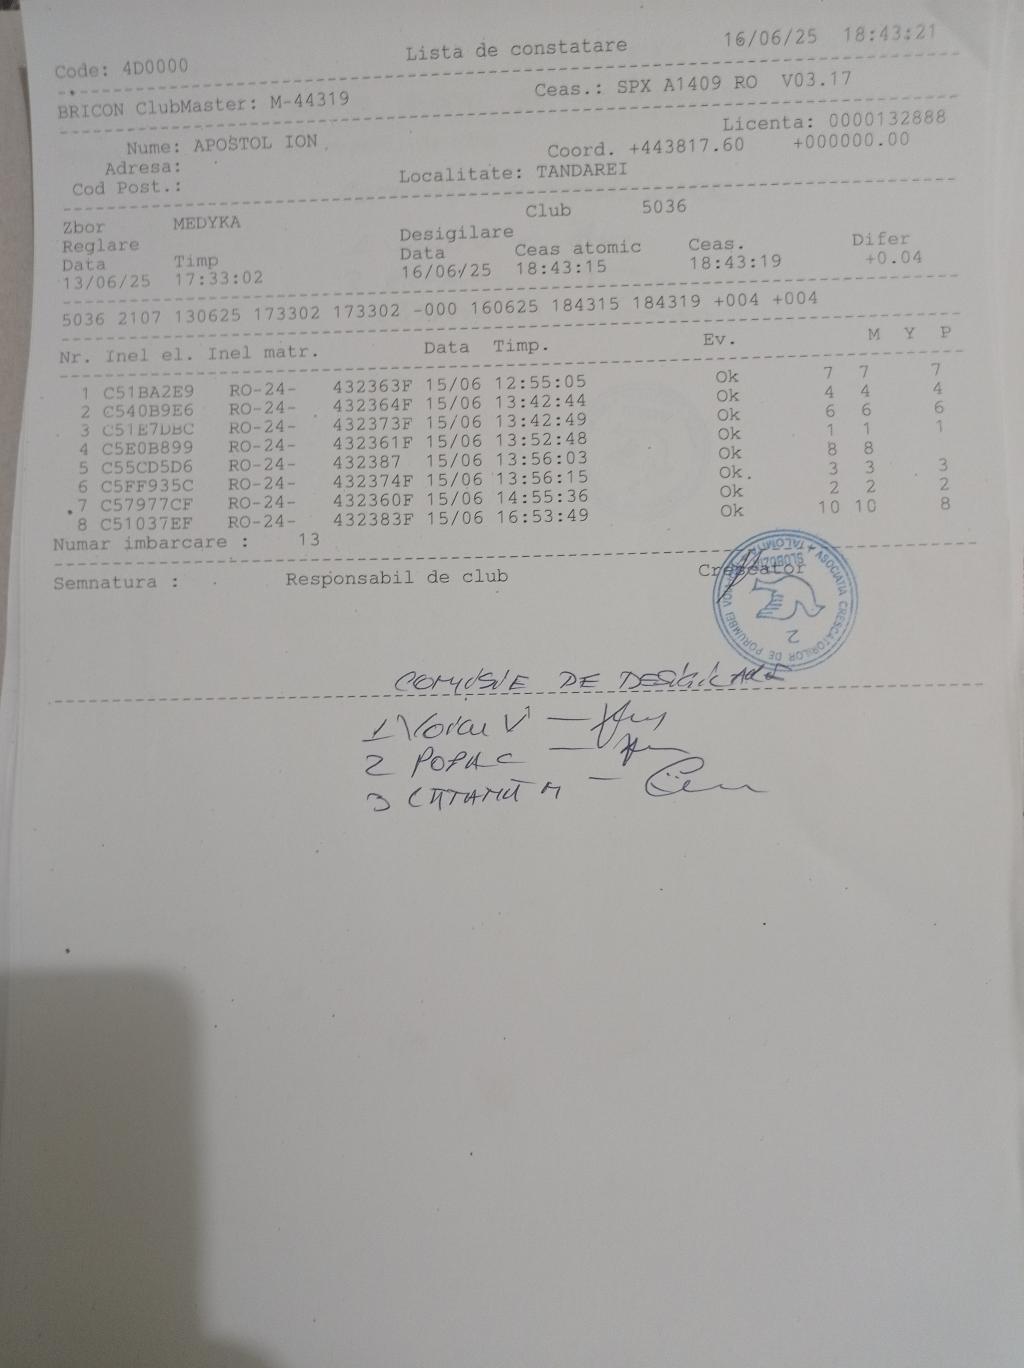 Code: 4D0000 Lista de constatare 16/06/25 18:43:21
BRICON ClubMaster: M-44319 Ceas.: SPX A1409 RO V03.17
Licenta: 0000132888
Nume: APOSTOL ION Coord. +443817.60 +000000.00
Adresa:
Cod Post.: Localitate: TANDAREI
Zbor MEDYKA Club 5036
Reglare Desigilare
Data Timp Data Ceas atomic Ceas. Difer
13/06/25 17:33:02 16/06/25 18:43:15 18:43:19 +0.04
5036 2107 130625 173302 173302 -000 160625 184315 184319 +004 +004
Nr. Inel el. Inel matr. Data Timp. Ev. M Y P
1 C51BA2E9 RO-24- 432363F 15/06 12:55:05 Ok 7 7 7
2 C540B9E6 RO-24- 432364F 15/06 13:42:44 Ok 4 4 4
3 C51E7DBC RO-24- 432373F 15/06 13:42:49 Ok 6 6 6
4 C5E0B899 RO-24- 432361F 15/06 13:52:48 Ok 1 1 1
5 C55CD5D6 RO-24- 432387 15/06 13:56:03 Ok 8 8
6 C5FF935C RO-24- 432374F 15/06 13:56:15 Ok. 3 3 3
7 C57977CF RO-24- 432360F 15/06 14:55:36 Ok 2 2 2
8 C51037EF RO-24- 432383F 15/06 16:53:49 Ok 10 10 8
Numar imbarcare : 13
Semnatura : Responsabil de club Crescator
ASOCIATIA CRESCATORILOR DE PORUMBEI
SLOBOZIA
2
DE
1 Voicu V
2 POPA C
3